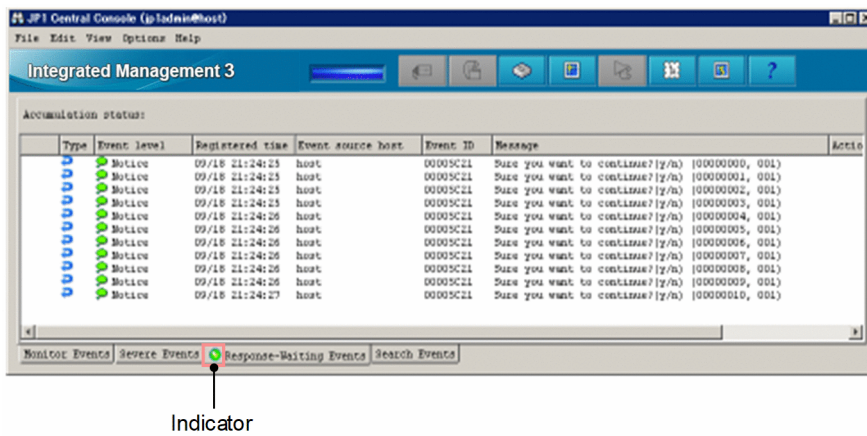 JP1 Central Console (jp1admin@host)
File Edit View Options Help
Integrated Management 3
Accumulation status:
Type Event level Registered time Event source host Event ID Message Actio
Notice 09/18 21:24:25 host 00005C21 Sure you want to continue?(y/n) (00000000, 001)
Notice 09/18 21:24:25 host 00005C21 Sure you want to continue?(y/n) (00000001, 001)
Notice 09/18 21:24:25 host 00005C21 Sure you want to continue?(y/n) (00000002, 001)
Notice 09/18 21:24:25 host 00005C21 Sure you want to continue?(y/n) (00000003, 001)
Notice 09/18 21:24:26 host 00005C21 Sure you want to continue?(y/n) (00000004, 001)
Notice 09/18 21:24:26 host 00005C21 Sure you want to continue?(y/n) (00000005, 001)
Notice 09/18 21:24:26 host 00005C21 Sure you want to continue?(y/n) (00000006, 001)
Notice 09/18 21:24:26 host 00005C21 Sure you want to continue?(y/n) (00000007, 001)
Notice 09/18 21:24:26 host 00005C21 Sure you want to continue?(y/n) (00000008, 001)
Notice 09/18 21:24:26 host 00005C21 Sure you want to continue?(y/n) (00000009, 001)
Notice 09/18 21:24:27 host 00005C21 Sure you want to continue?(y/n) (00000010, 001)
Monitor Events Severe Events Response-Waiting Events Search Events
Indicator